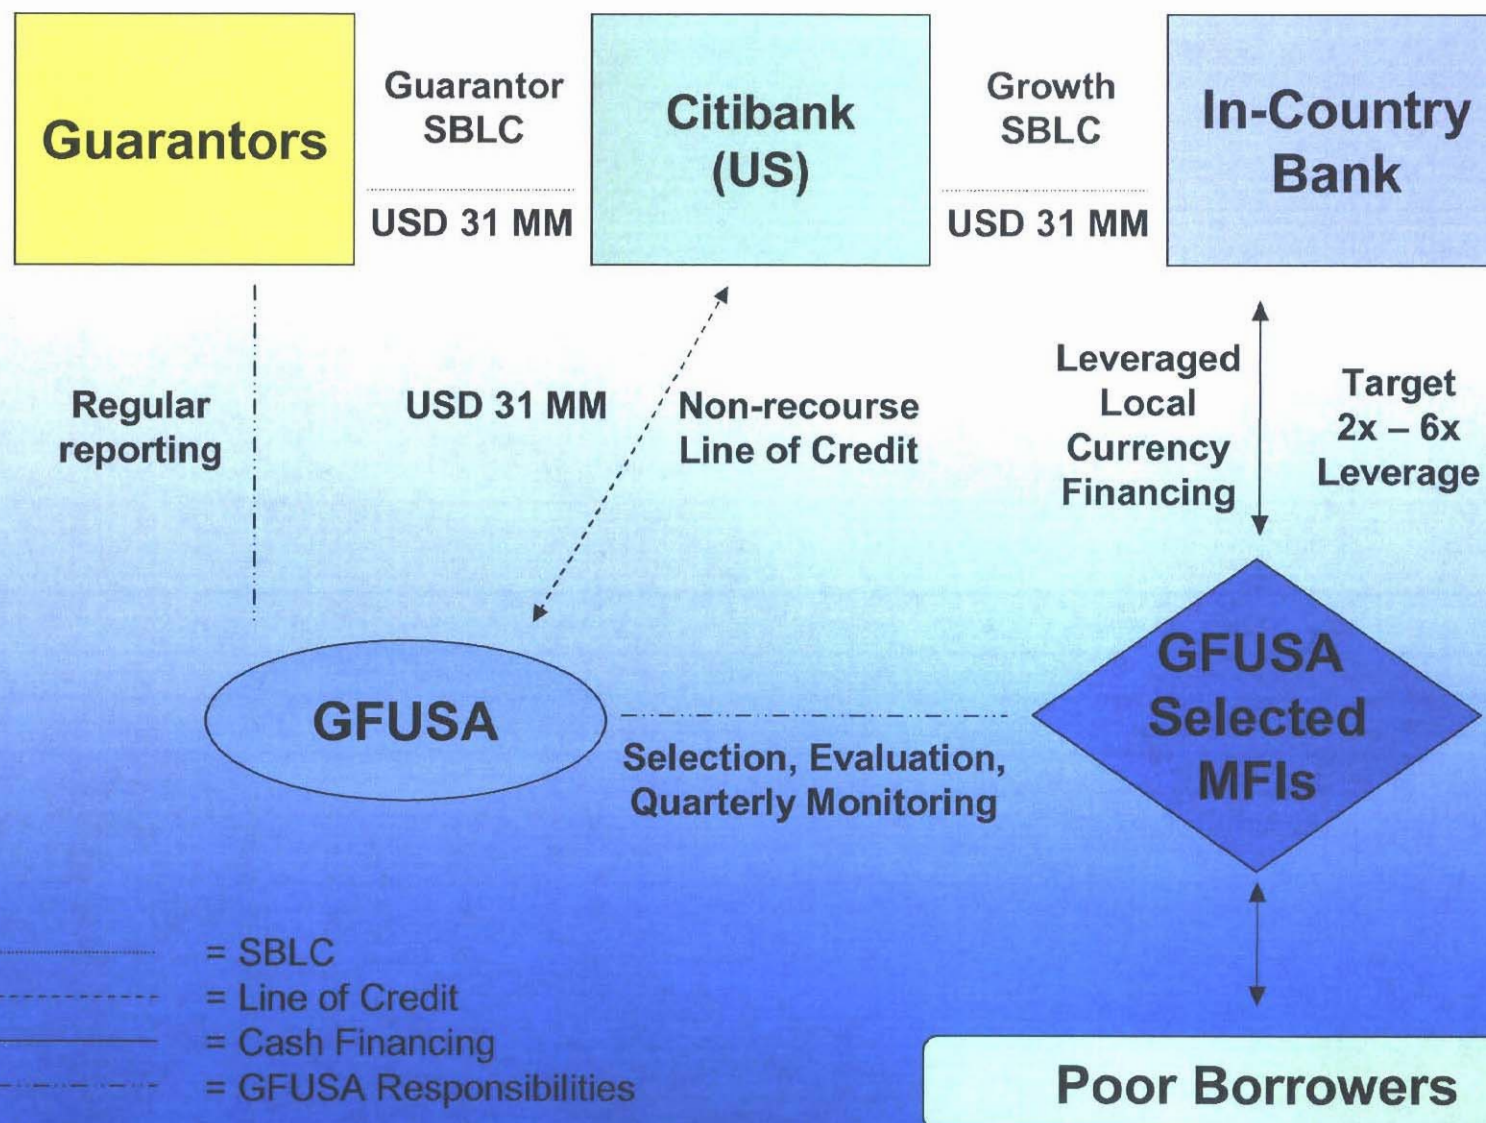 Guarantors
Guarantor
SBLC
USD 31 MM
Citibank
(US)
Growth
SBLC
USD 31 MM
In-Country
Bank
Regular
reporting
USD 31 MM
Non-recourse
Line of Credit
Leveraged
Local
Currency
Financing
Target
2x – 6x
Leverage
GFUSA
Selection, Evaluation,
Quarterly Monitoring
GFUSA
Selected
MFIs
= SBLC
= Line of Credit
= Cash Financing
= GFUSA Responsibilities
Poor Borrowers